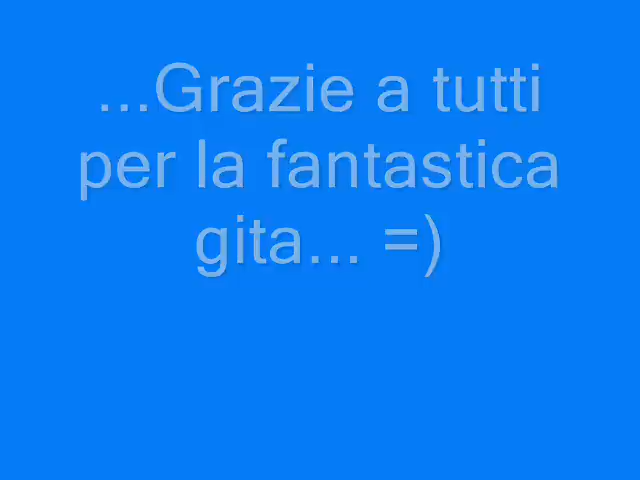 ...Grazie a tutti
per la fantastica
gita... =)